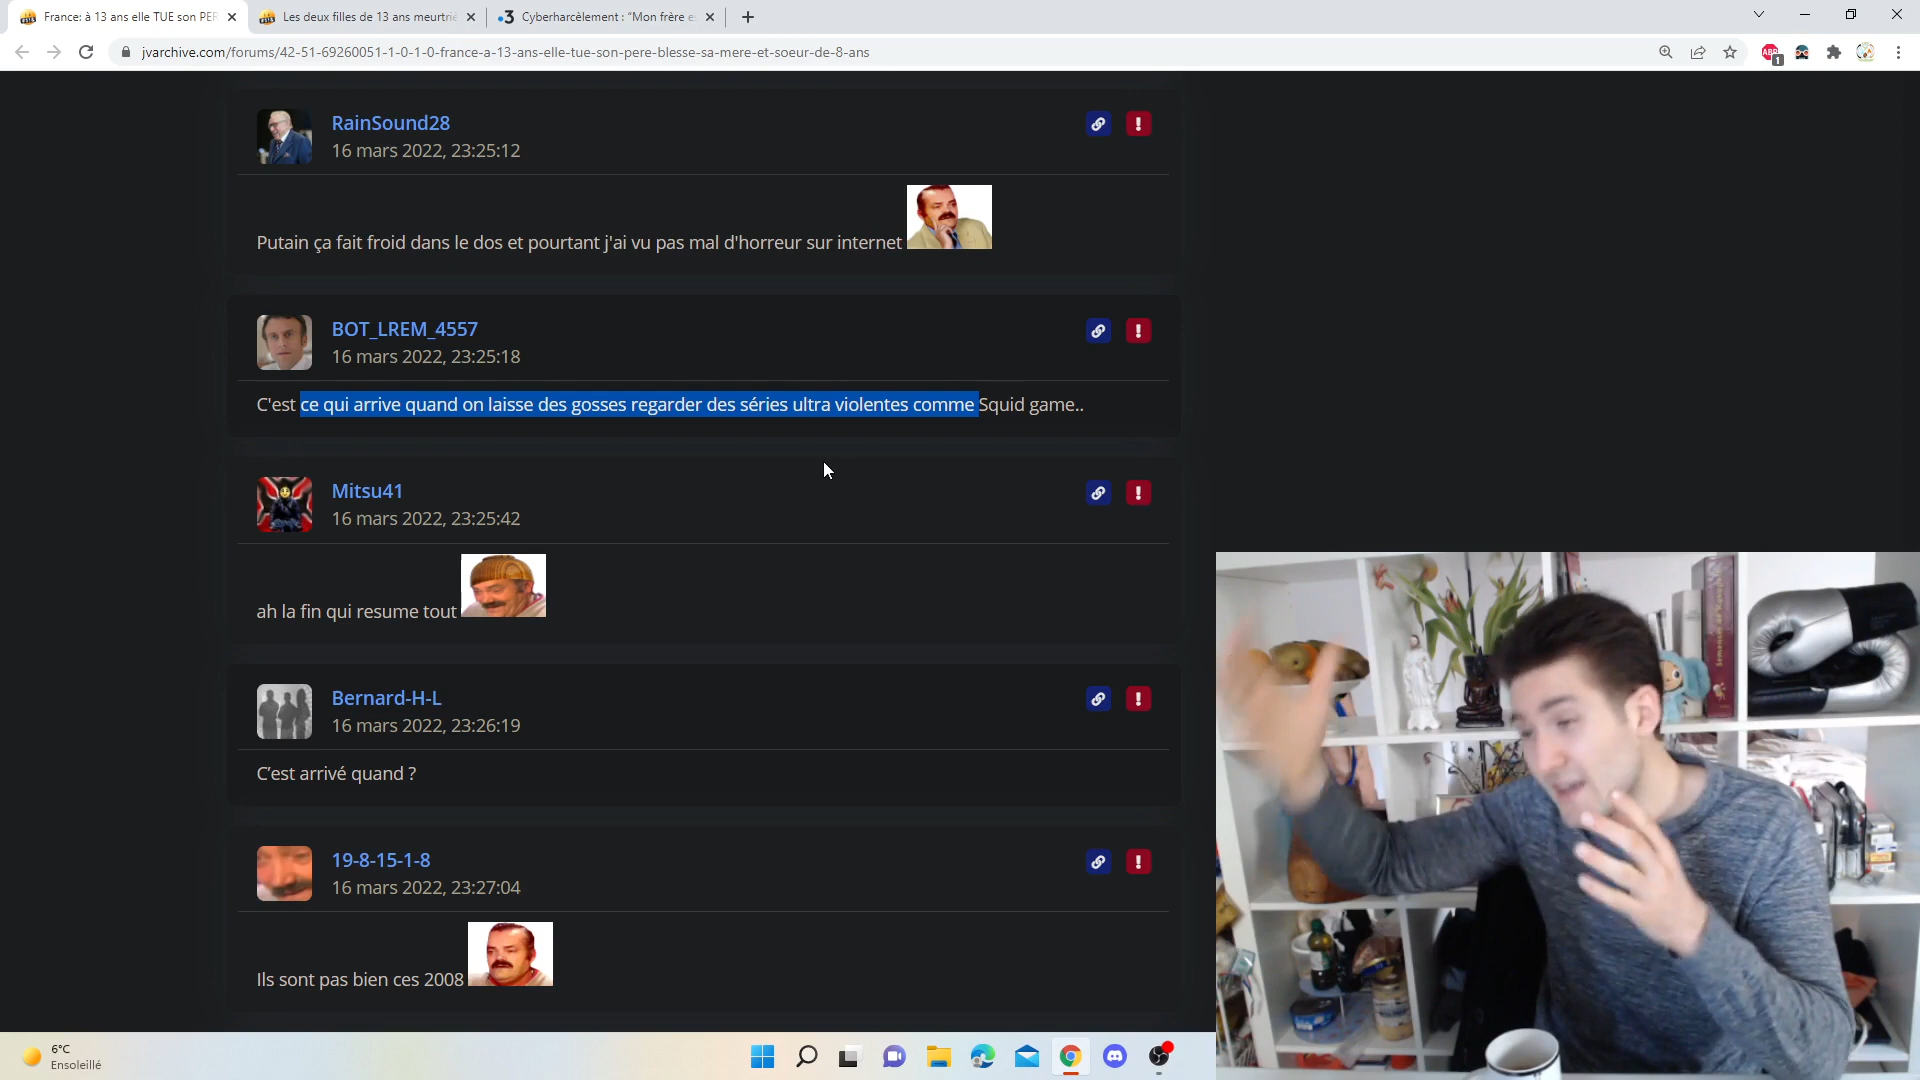 France: à 13 ans elle TUE son PER
Les deux filles de 13 ans meurtriè
Cyberharcèlement : "Mon frère e
jvarchive.com/forums/42-51-69260051-1-0-1-0-france-a-13-ans-elle-tue-son-pere-blesse-sa-mere-et-soeur-de-8-ans
ABP
1
RainSound28
16 mars 2022, 23:25:12
Putain ça fait froid dans le dos et pourtant j'ai vu pas mal d'horreur sur internet
BOT_LREM_4557
16 mars 2022, 23:25:18
C'est ce qui arrive quand on laisse des gosses regarder des séries ultra violentes comme Squid game..
Mitsu41
16 mars 2022, 23:25:42
ah la fin qui resume tout
Bernard-H-L
16 mars 2022, 23:26:19
C’est arrivé quand ?
19-8-15-1-8
16 mars 2022, 23:27:04
Ils sont pas bien ces 2008
6°C
Ensoleillé